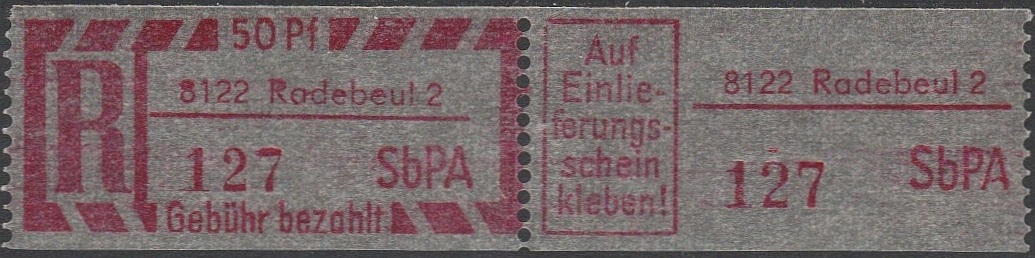 50 Pf
R
8122 Radebeul 2
127 SbPA
Gebühr bezahlt
Auf
Einlie-
ferungs-
schein
kleben!
8122 Radebeul 2
127 SbPA